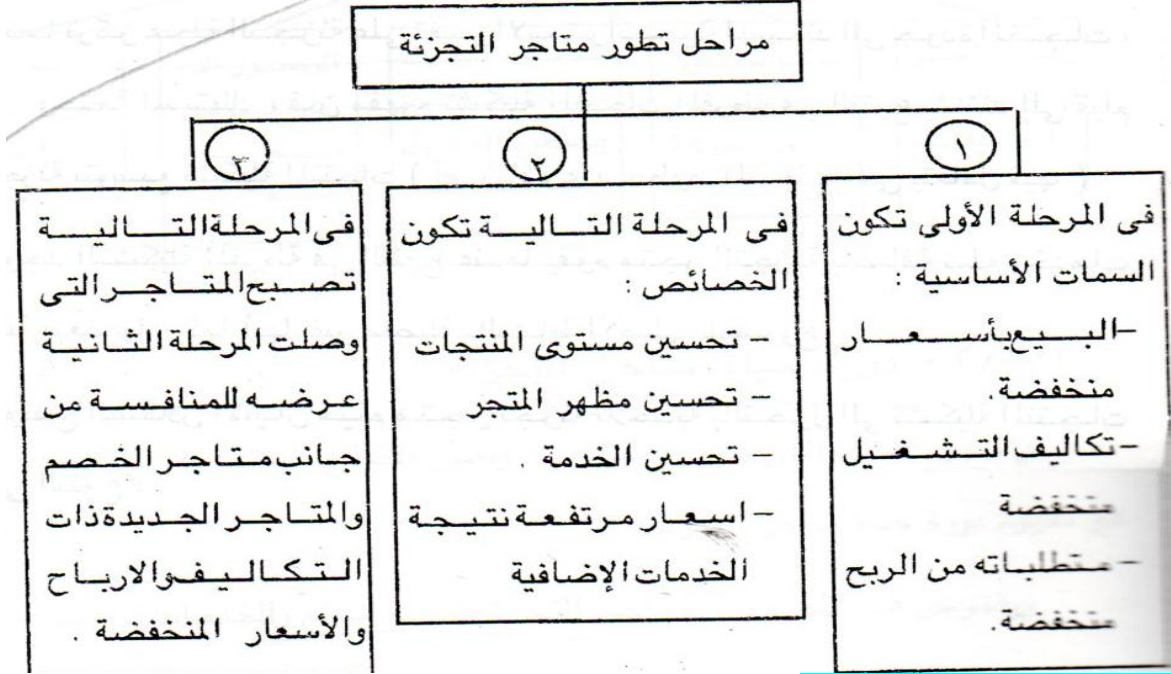 مراحل تطور متاجر التجزئة
١
فى المرحلة الأولى تكون
السمات الأساسية :
- البيع بأسعار
منخفضة.
- تكاليف التشغيل
منخفضة
- متطلباته من الربح
منخفضة.
٢
فى المرحلة التالية تكون
الخصائص :
- تحسين مستوى المنتجات
- تحسين مظهر المتجر
- تحسين الخدمة .
- اسعار مرتفعة نتيجة
الخدمات الإضافية
٣
فى المرحلة التالية
تصبح المتاجر التى
وصلت المرحلة الثانية
عرضه للمنافسة من
جانب متاجر الخصم
والمتاجر الجديدة ذات
التكاليف والارباح
والأسعار المنخفضة .